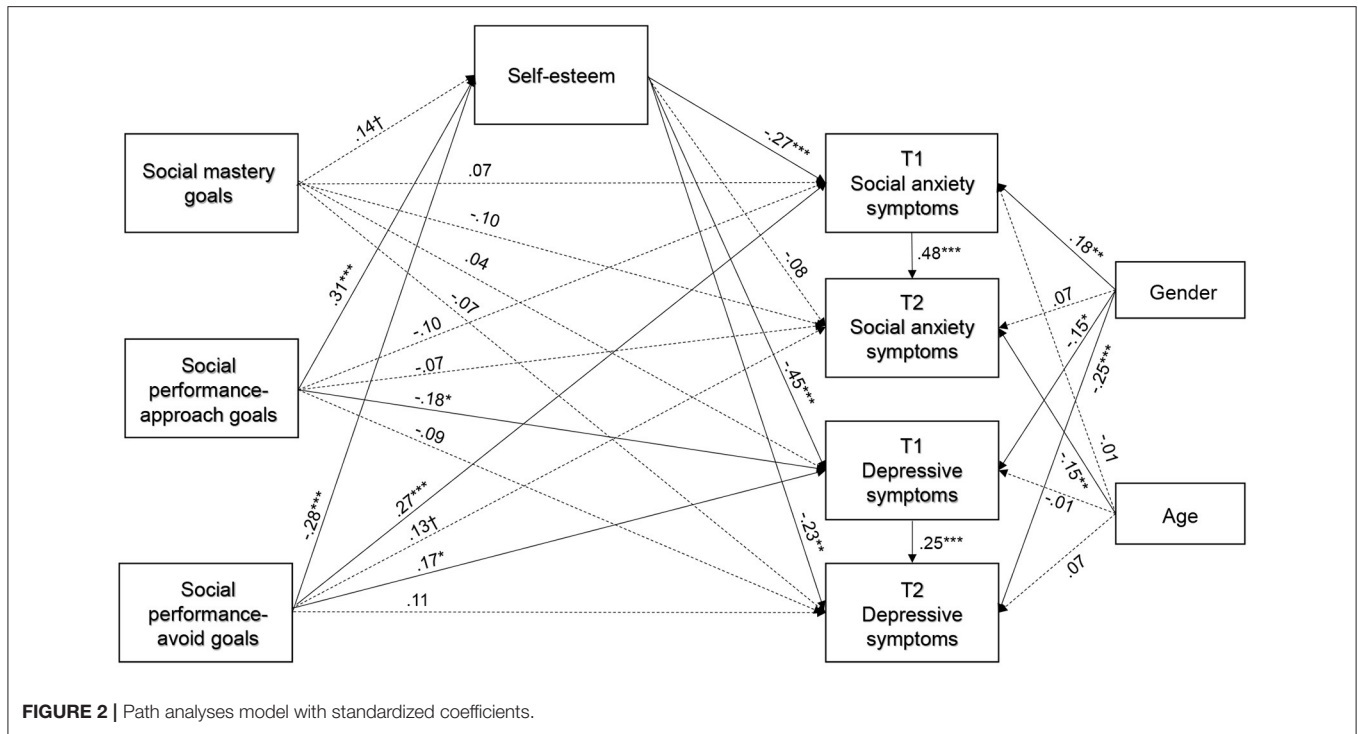 Self-esteem
Social mastery
goals
Social
performance-
approach goals
Social
performance-
avoid goals
T1
Social anxiety
symptoms
T2
Social anxiety
symptoms
T1
Depressive
symptoms
T2
Depressive
symptoms
Gender
Age
.14†
.07
-.10
.04
-.07
.31***
-.10
-.07
-.18*
-.09
-.28***
.27***
.13†
.17*
.11
-.27***
-.08
-.45***
-.23**
.48***
.25***
.18**
.07
-.15*
-.25***
-.01
-.15**
-.01
.07
FIGURE 2 | Path analyses model with standardized coefficients.